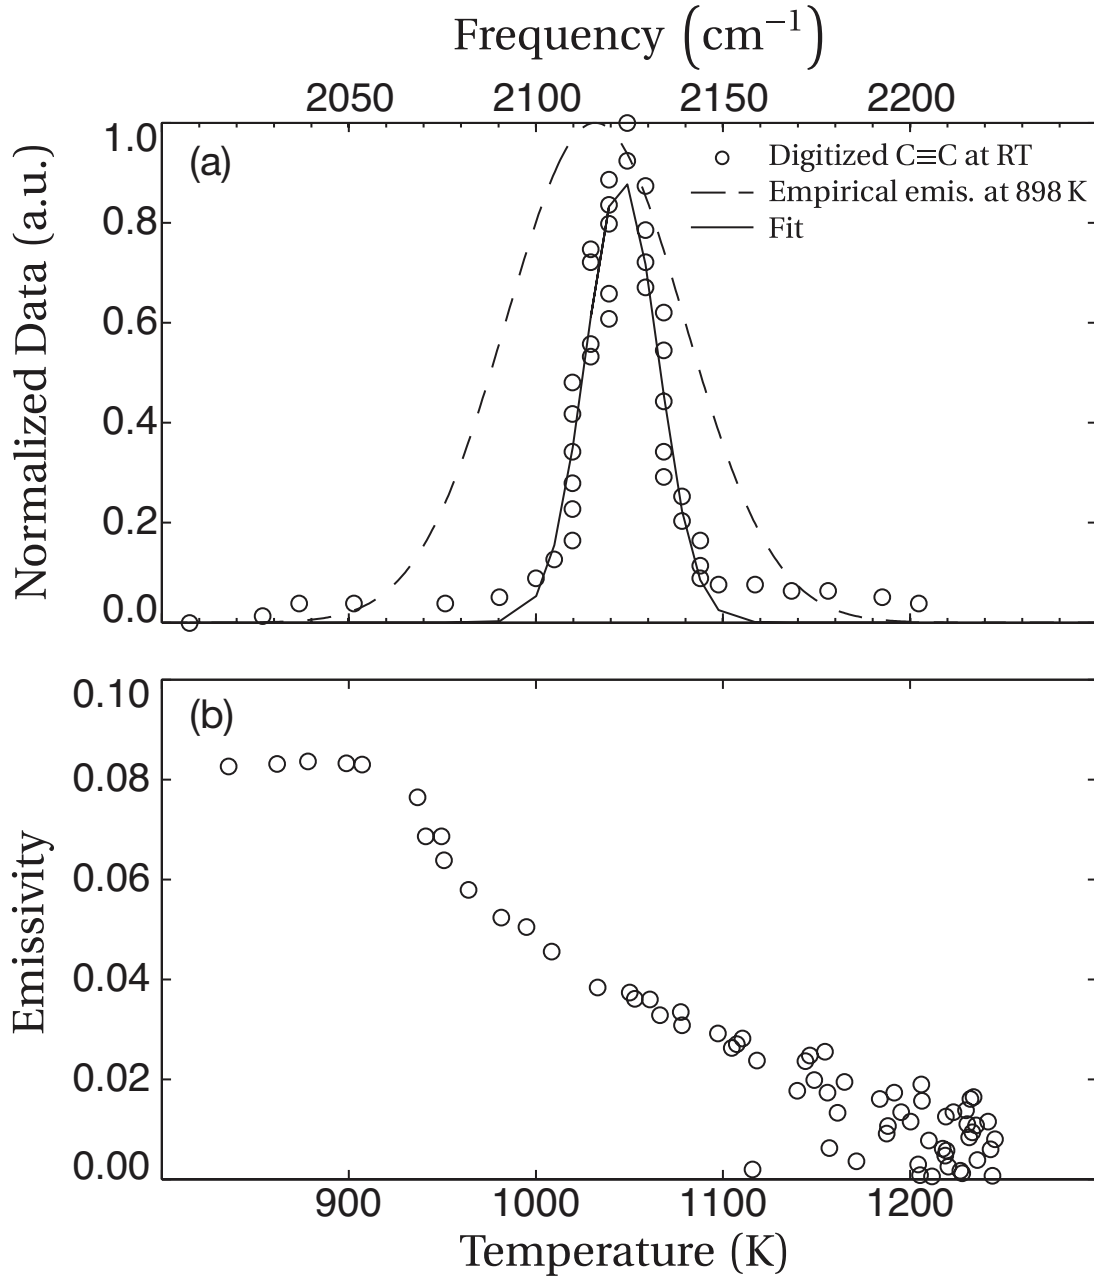 Frequency (cm⁻¹)
2050 2100 2150 2200
Normalized Data (a.u.)
1.0
0.8
0.6
0.4
0.2
0.0
(a)
Digitized C≡C at RT
Empirical emis. at 898 K
Fit
Emissivity
0.10
0.08
0.06
0.04
0.02
0.00
(b)
900 1000 1100 1200
Temperature (K)